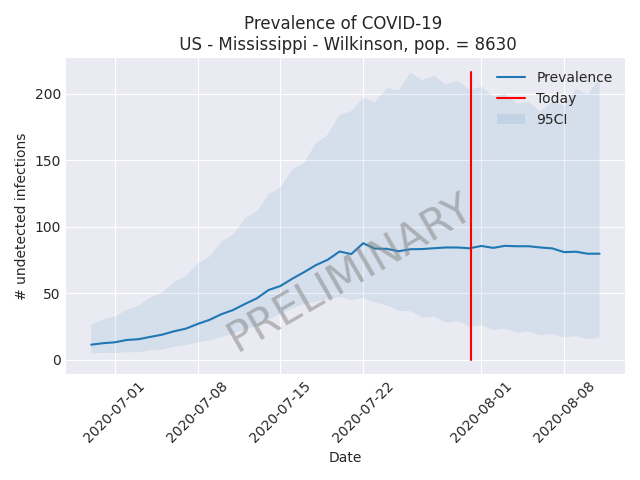 Prevalence of COVID-19
US - Mississippi - Wilkinson, pop. = 8630
Prevalence
Today
95CI
200
150
100
50
0
# undetected infections
PRELIMINARY
2020-07-01
2020-07-08
2020-07-15
2020-07-22
2020-08-01
2020-08-08
Date